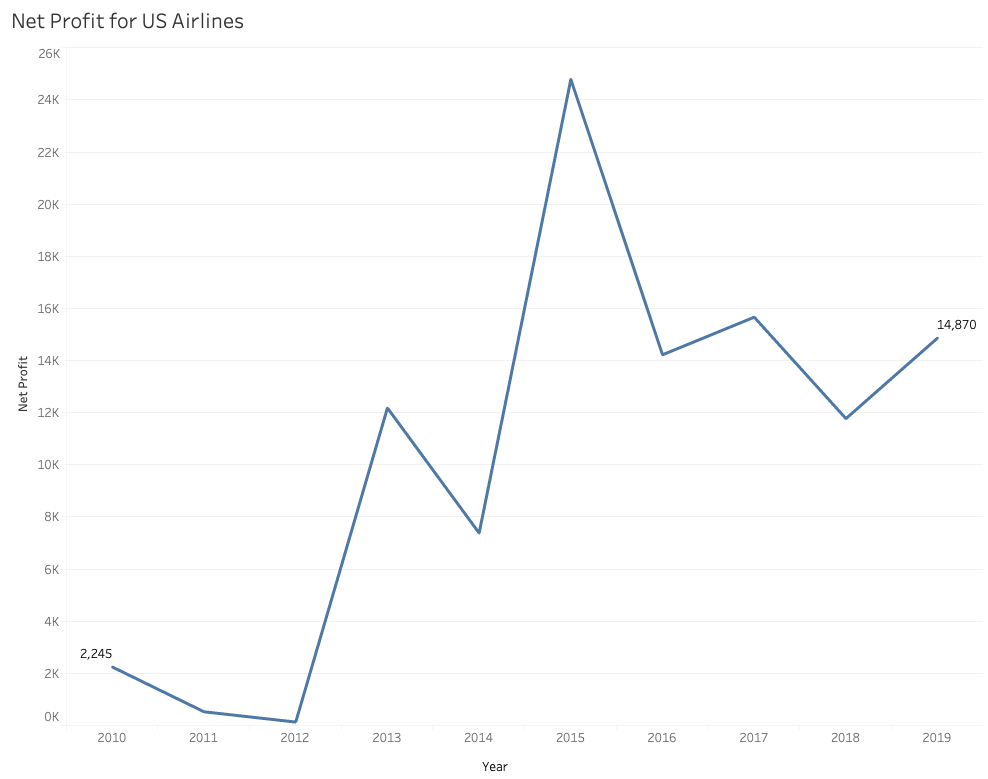 Net Profit for US Airlines
26K
24K
22K
20K
18K
16K
14,870
14K
Net Profit
12K
10K
8K
6K
4K
2,245
2K
0K
2010 2011 2012 2013 2014 2015 2016 2017 2018 2019
Year